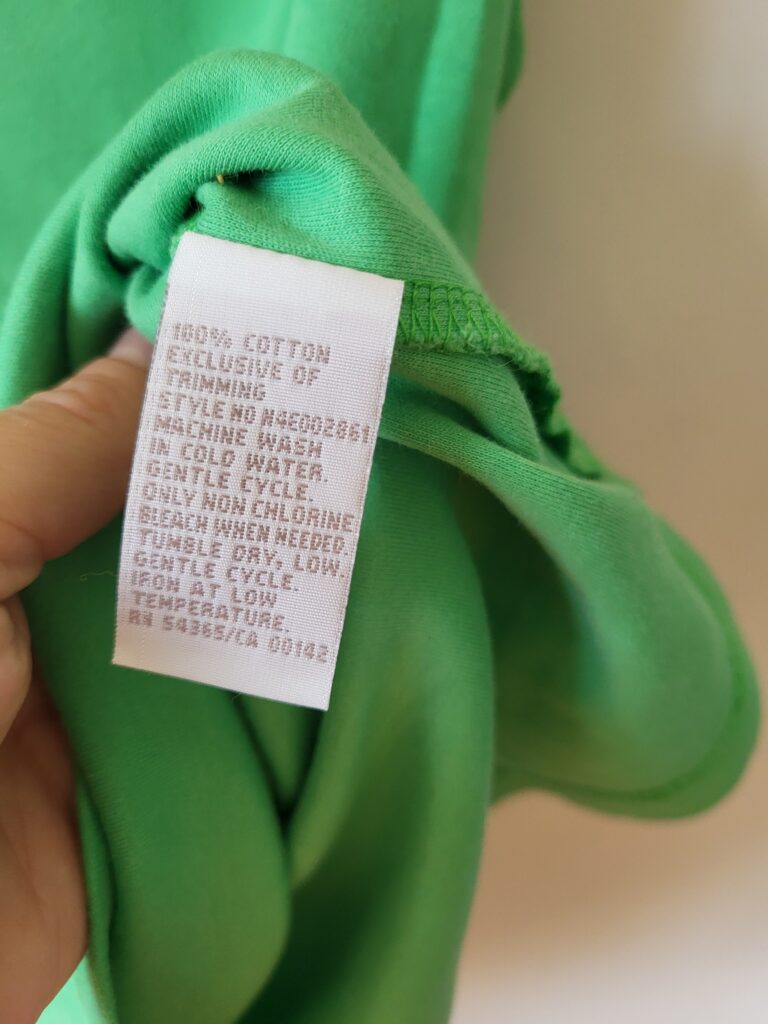 100% COTTON
EXCLUSIVE OF
TRIMMING
STYLE NO N4E002861
MACHINE WASH
IN COLD WATER.
GENTLE CYCLE.
ONLY NON CHLORINE
BLEACH WHEN NEEDED.
TUMBLE DRY, LOW.
GENTLE CYCLE.
IRON AT LOW
TEMPERATURE.
RN 54365/CA 00142